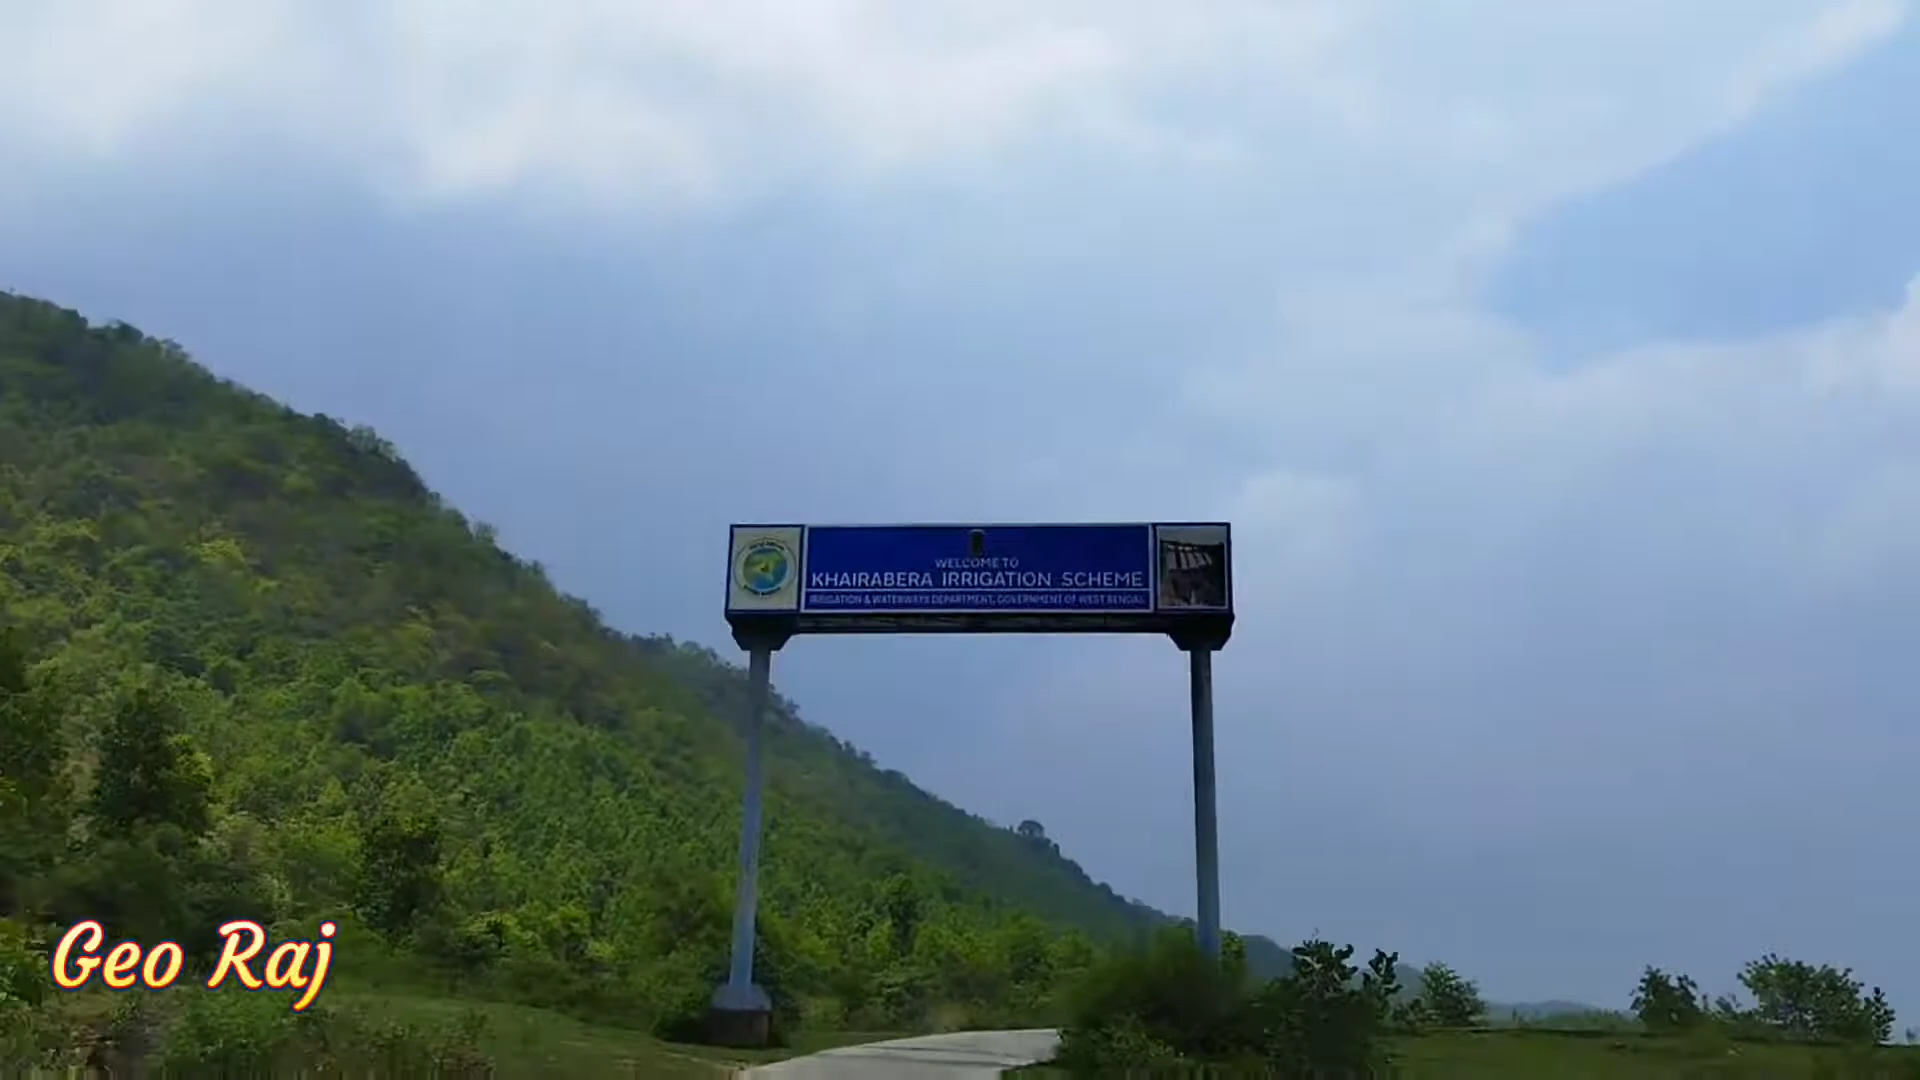 WELCOME TO
KHAIRABERA IRRIGATION SCHEME
IRRIGATION & WATERWAYS DEPARTMENT, GOVERNMENT OF WEST BENGAL
Geo Raj